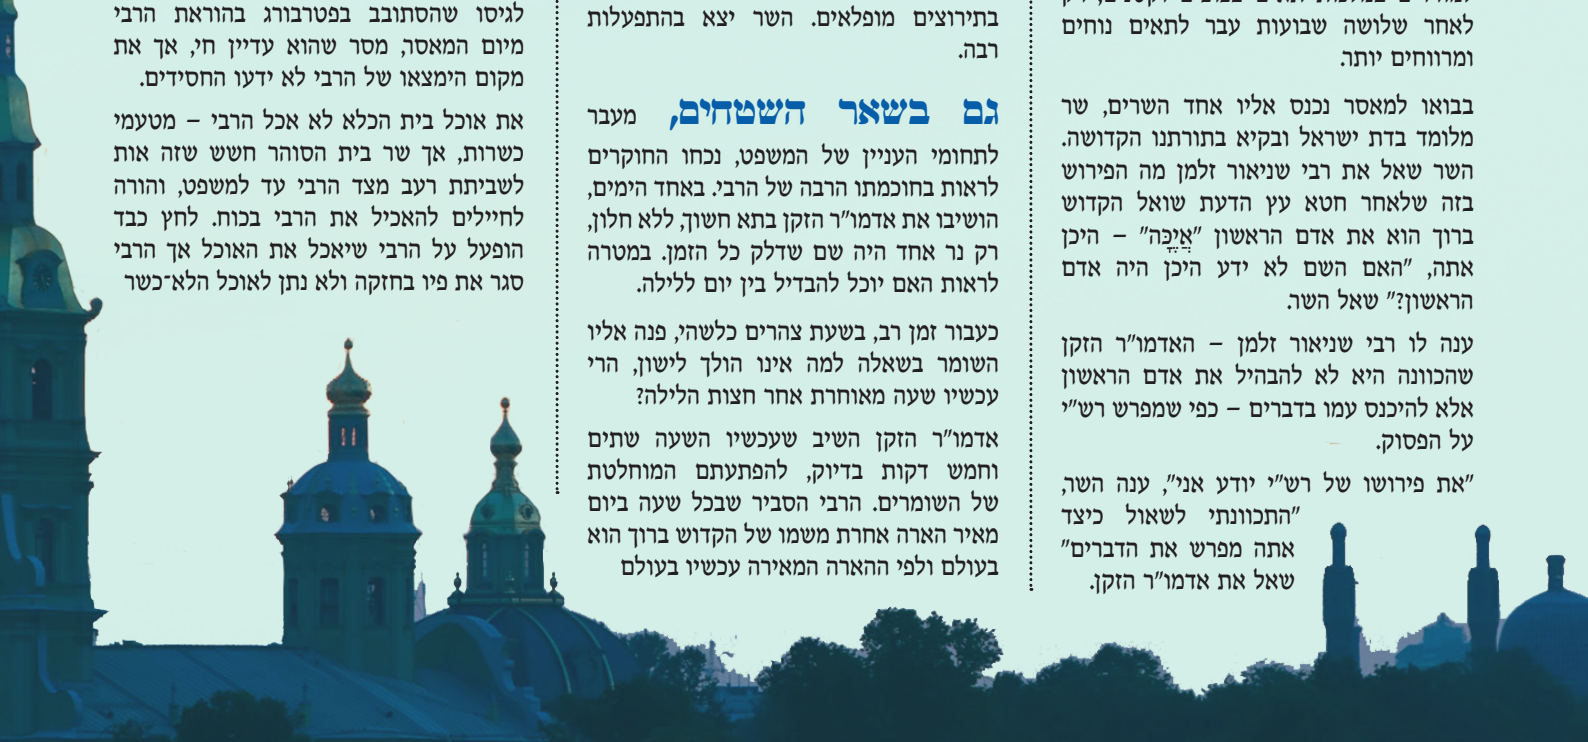 לאחר שלושה שבועות עבר לתאים נוחים
ומרווחים יותר.
בבואו למאסר נכנס אליו אחד השרים, שר
מלומד בדת ישראל ובקיא בתורתנו הקדושה.
השר שאל את רבי שניאור זלמן מה הפירוש
בזה שלאחר חטא עץ הדעת שואל הקדוש
ברוך הוא את אדם הראשון "אַיֶּכָּה" – היכן
אתה, "האם השם לא ידע היכן היה אדם
הראשון?" שאל השר.
ענה לו רבי שניאור זלמן – האדמו"ר הזקן
שהכוונה היא לא להבהיל את אדם הראשון
אלא להיכנס עמו בדברים – כפי שמפרש רש"י
על הפסוק.
"את פירושו של רש"י יודע אני", ענה השר,
"התכוונתי לשאול כיצד
אתה מפרש את הדברים"
שאל את אדמו"ר הזקן.
בתירוצים מופלאים. השר יצא בהתפעלות
רבה.
גם בשאר השטחים, מעבר
לתחומי העניין של המשפט, נכחו החוקרים
לראות בחוכמתו הרבה של הרבי. באחד הימים,
הושיבו את אדמו"ר הזקן בתא חשוך, ללא חלון,
רק נר אחד היה שם שדלק כל הזמן. במטרה
לראות האם יוכל להבדיל בין יום ללילה.
כעבור זמן רב, בשעת צהרים כלשהי, פנה אליו
השומר בשאלה למה אינו הולך לישון, הרי
עכשיו שעה מאוחרת אחר חצות הלילה?
אדמו"ר הזקן השיב שעכשיו השעה שתים
וחמש דקות בדיוק, להפתעתם המוחלטת
של השומרים. הרבי הסביר שבכל שעה ביום
מאיר הארה אחרת משמו של הקדוש ברוך הוא
בעולם ולפי ההארה המאירה עכשיו בעולם
לגיסו שהסתובב בפטרבורג בהוראת הרבי
מיום המאסר, מסר שהוא עדיין חי, אך את
מקום הימצאו של הרבי לא ידעו החסידים.
את אוכל בית הכלא לא אכל הרבי – מטעמי
כשרות, אך שר בית הסוהר חשש שזה אות
לשביתת רעב מצד הרבי עד למשפט, והורה
לחיילים להאכיל את הרבי בכוח. לחץ כבד
הופעל על הרבי שיאכל את האוכל אך הרבי
סגר את פיו בחזקה ולא נתן לאוכל הלא־כשר